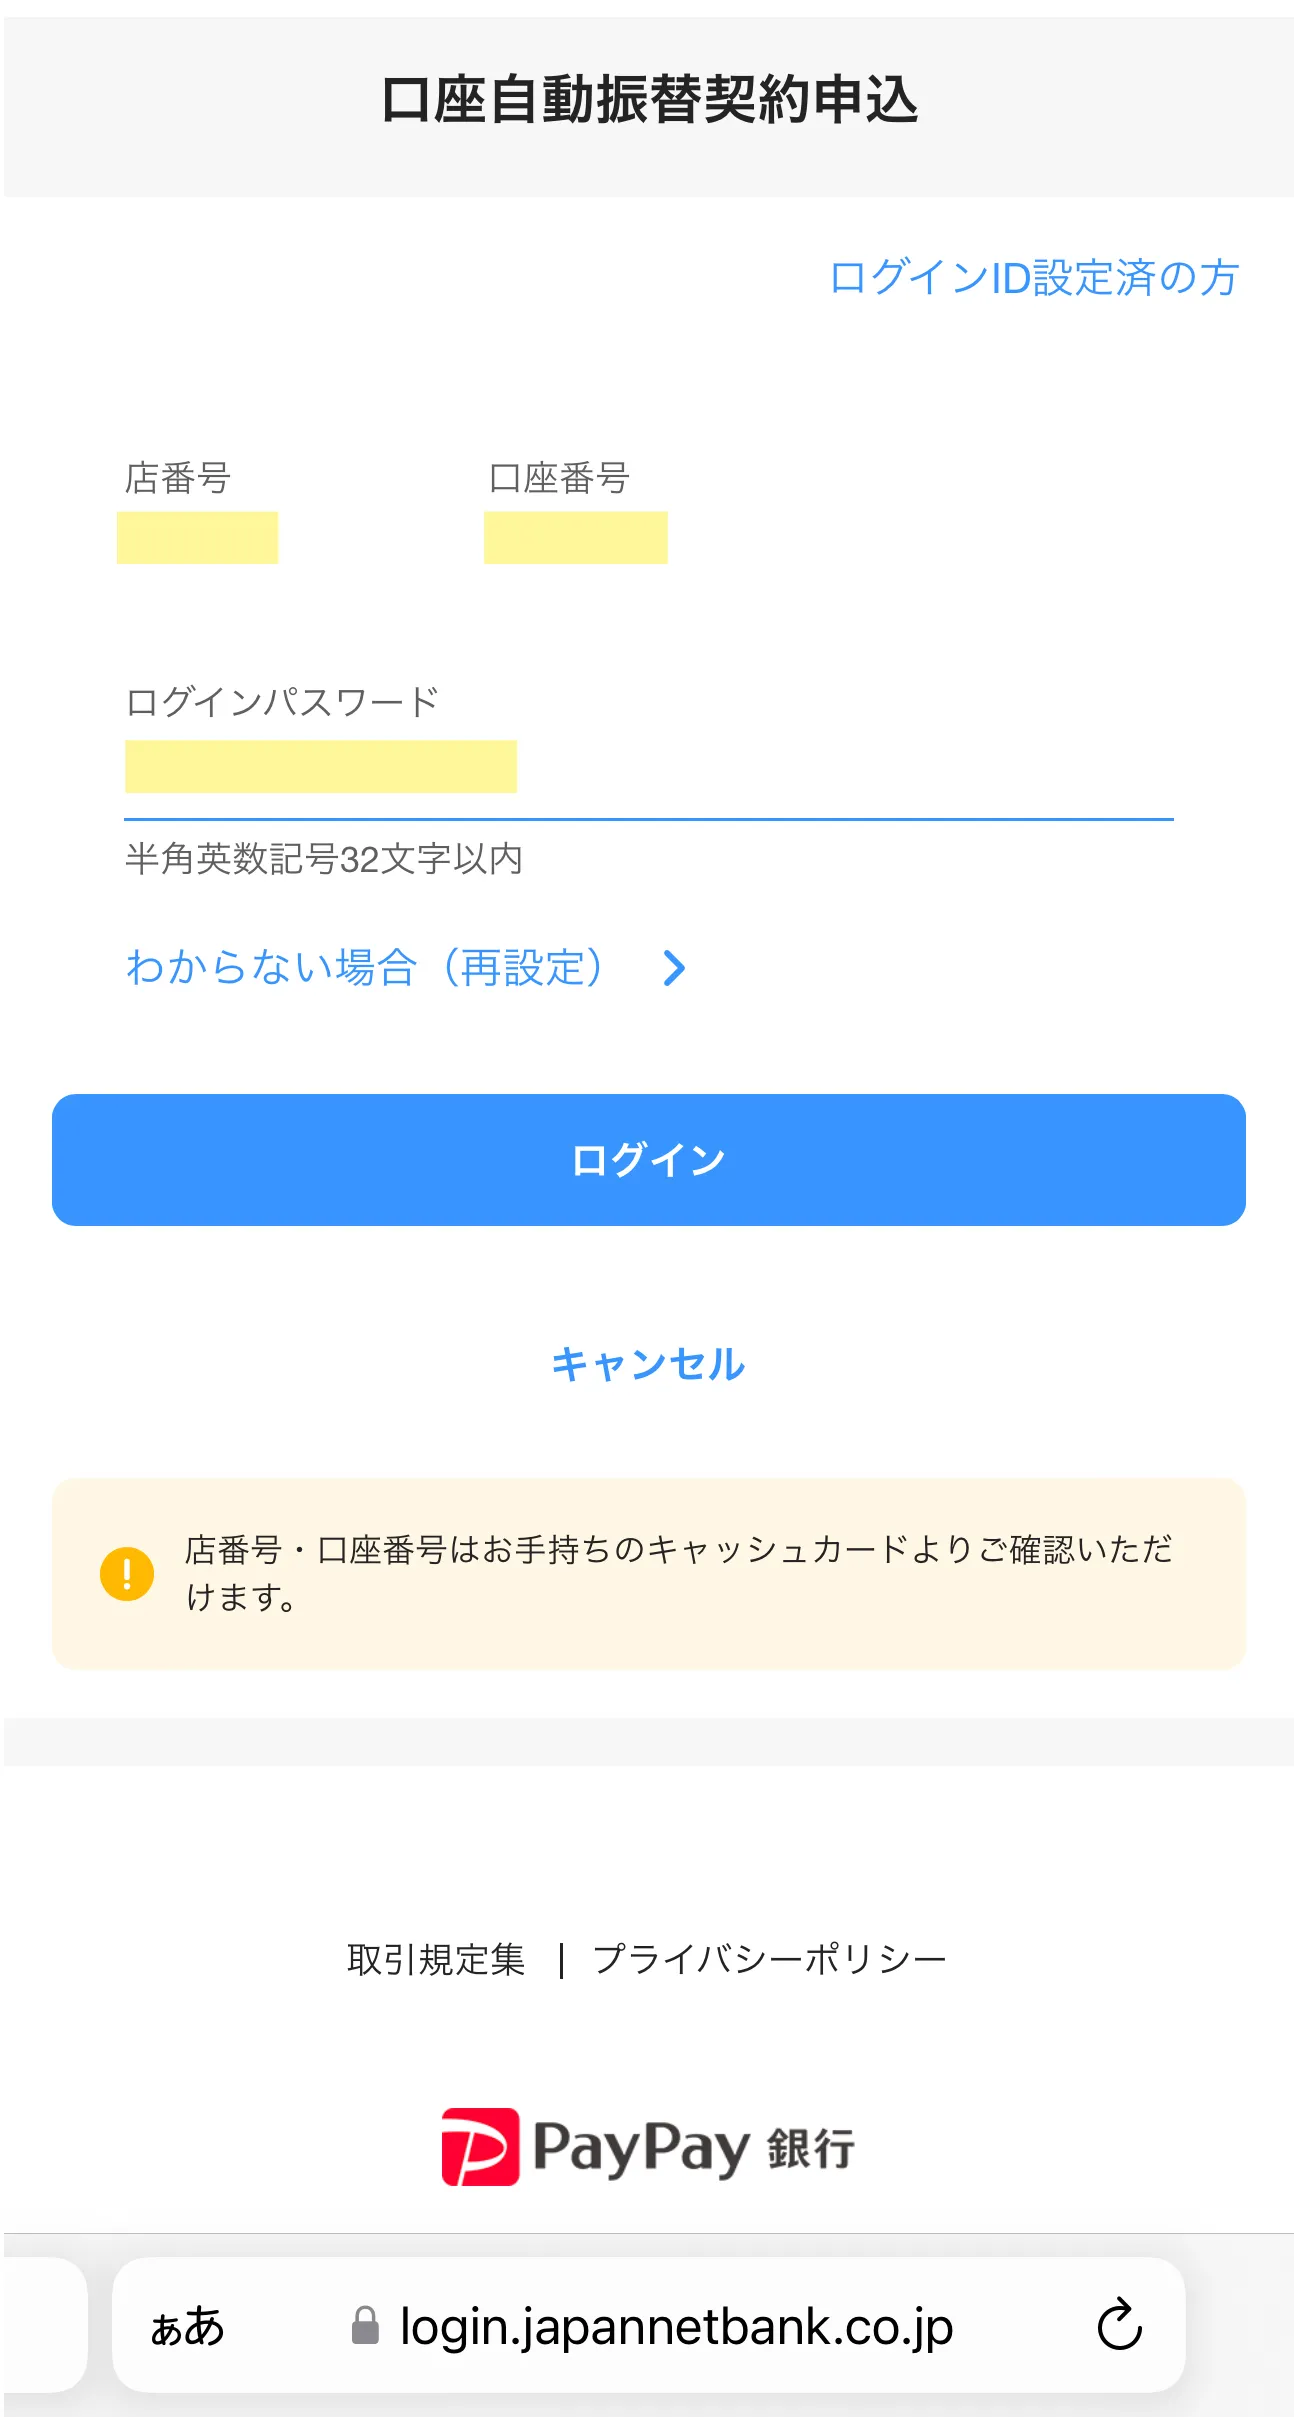 口座自動振替契約申込
ログインID設定済の方
店番号 口座番号
ログインパスワード
半角英数記号32文字以内
わからない場合（再設定）
ログイン
キャンセル
店番号・口座番号はお手持ちのキャッシュカードよりご確認いただ
けます。
取引規定集 | プライバシーポリシー
PayPay 銀行
ぁあ login.japannetbank.co.jp